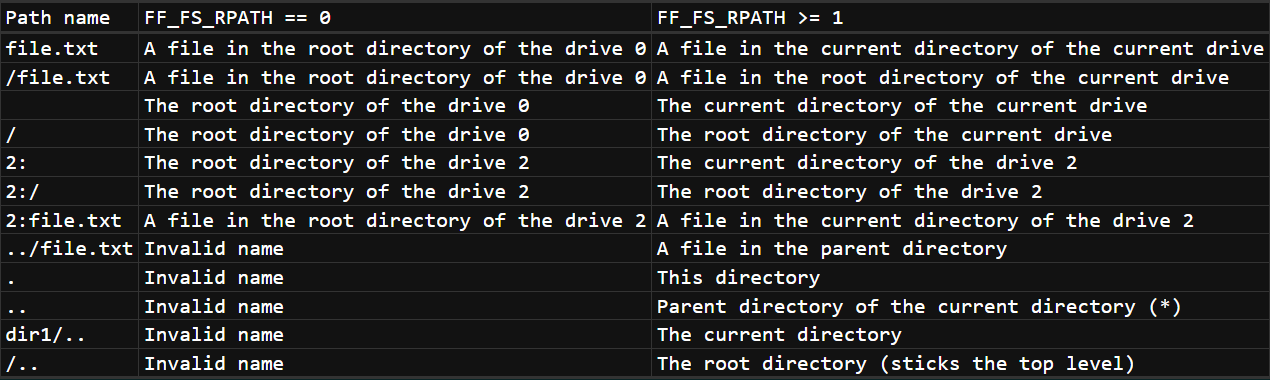 Path name FF_FS_RPATH == 0 FF_FS_RPATH >= 1
file.txt A file in the root directory of the drive 0 A file in the current directory of the current drive
/file.txt A file in the root directory of the drive 0 A file in the root directory of the current drive
The root directory of the drive 0 The current directory of the current drive
/ The root directory of the drive 0 The root directory of the current drive
2: The root directory of the drive 2 The current directory of the drive 2
2:/ The root directory of the drive 2 The root directory of the drive 2
2:file.txt A file in the root directory of the drive 2 A file in the current directory of the drive 2
../file.txt Invalid name A file in the parent directory
. Invalid name This directory
.. Invalid name Parent directory of the current directory (*)
dir1/.. Invalid name The current directory
/.. Invalid name The root directory (sticks the top level)